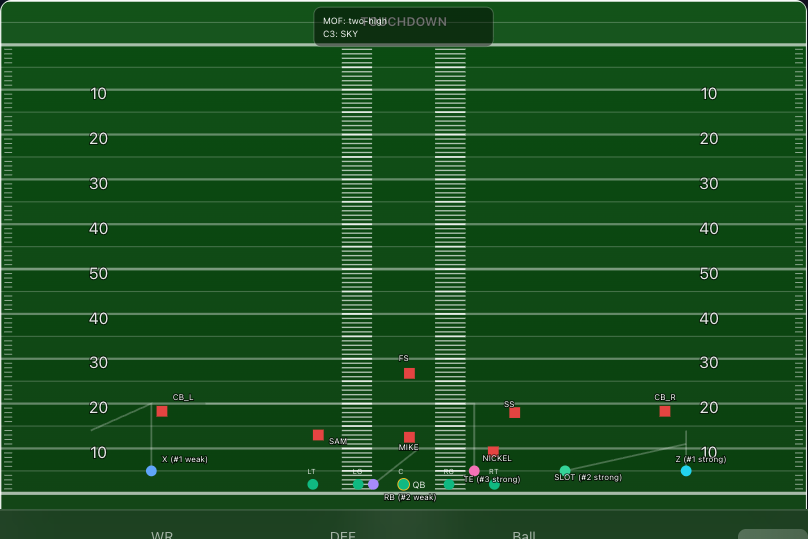 TOUCHDOWN
MOF: two-high
C3: SKY
10 10
20 20
30 30
40 40
50 50
40 40
30 30
FS
CB_L
CB_R
20 20
SS
SAM
MIKE
10 10
NICKEL
X (#1 weak)
Z (#1 strong)
LT LG C RG RT
TE (#3 strong)
SLOT (#2 strong)
QB
RB (#2 weak)
WR DEF Ball